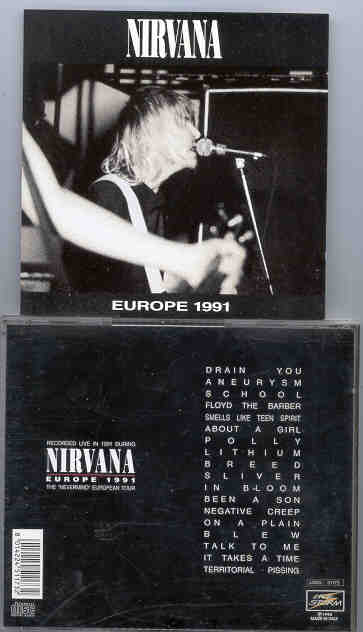 NIRVANA
EUROPE 1991
DRAIN YOU
ANEURYSM
SCHOOL
FLOYD THE BARBER
SMELLS LIKE TEEN SPIRIT
ABOUT A GIRL
POLLY
LITHIUM
BREED
SLIVER
IN BLOOM
BEEN A SON
NEGATIVE CREEP
ON A PLAIN
BLEW
TALK TO ME
IT TAKES A TIME
TERRITORIAL PISSING
RECORDED LIVE IN 1991 DURING
NIRVANA
EUROPE 1991
THE "NEVERMIND" EUROPEAN TOUR
STORM
MADE IN ITALY